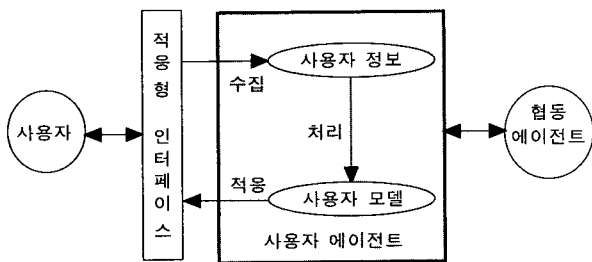 사용자
적응형 인터페이스
수집
사용자 정보
처리
적응
사용자 모델
사용자 에이전트
협동
에이전트